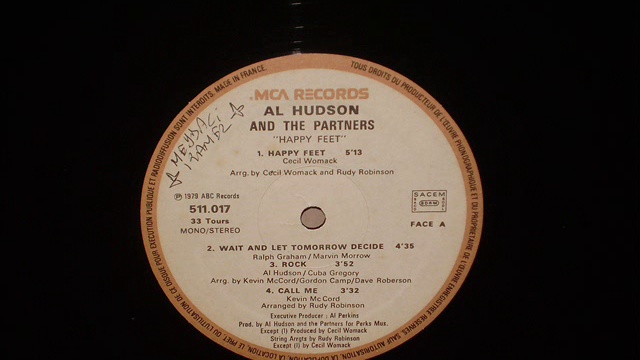 MCA RECORDS
AL HUDSON
AND THE PARTNERS
"HAPPY FEET"
1. HAPPY FEET 5'13
Cecil Womack
Arrg. by Cecil Womack and Rudy Robinson
℗ 1979 ABC Records
511.017
33 Tours
MONO/STEREO
SACEM
FACE A
2. WAIT AND LET TOMORROW DECIDE 4'35
Ralph Graham/Marvin Morrow
3. ROCK 3'52
Al Hudson/Cuba Gregory
Arrg. by Kevin McCord/Gordon Camp/Dave Roberson
4. CALL ME 3'32
Kevin McCord
Arranged by Rudy Robinson
Executive Producer : Al Perkins
Prod. by Al Hudson and the Partners for Perks Mus.
Except (1) Produced by Cecil Womack
String Arrgts by Rudy Robinson
Except (1) Cecil Womack
TOUS DROITS DU PRODUCTEUR DE L'ŒUVRE PHONOGRAPHIQUE ET DU PROPRIETAIRE DE L'ŒUVRE ENREGISTREE RESERVES. SAUF AUTORISATION, LA DUPLICATION, LA LOCATION, LE PRET OU L'UTILISATION DE CE DISQUE POUR EXECUTION PUBLIQUE ET RADIODIFFUSION SONT INTERDITS. MADE IN FRANCE.